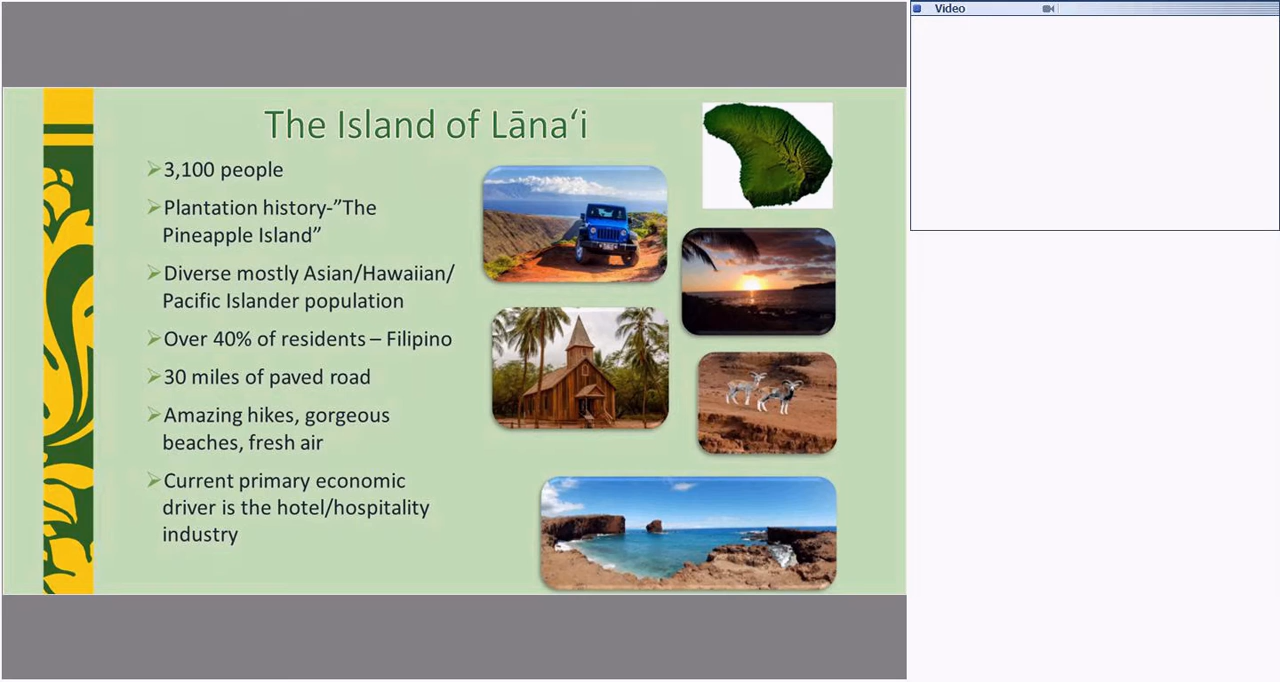 Video
The Island of Lānaʻi
3,100 people
Plantation history-”The
Pineapple Island”
Diverse mostly Asian/Hawaiian/
Pacific Islander population
Over 40% of residents – Filipino
30 miles of paved road
Amazing hikes, gorgeous
beaches, fresh air
Current primary economic
driver is the hotel/hospitality
industry